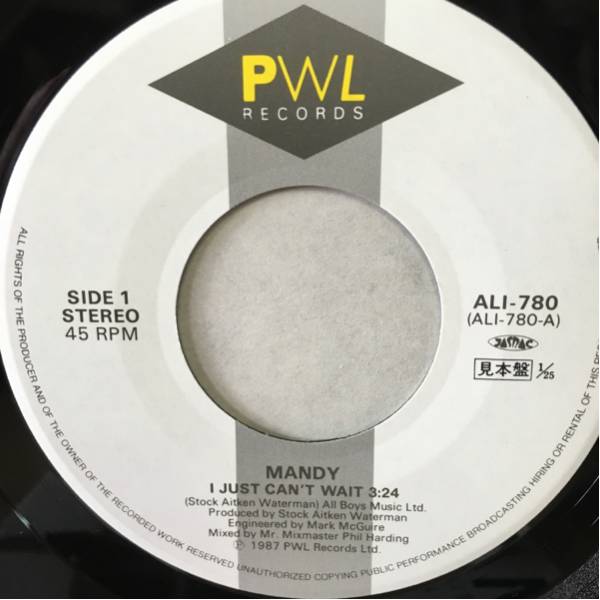 PWL
RECORDS
SIDE 1
STEREO
45 RPM
ALI-780
(ALI-780-A)
JASRAC
見本盤 1/25
MANDY
I JUST CAN'T WAIT 3:24
(Stock Aitken Waterman) All Boys Music Ltd.
Produced by Stock Aitken Waterman
Engineered by Mark McGuire
Mixed by Mr. Mixmaster Phil Harding
Ⓟ 1987 PWL Records Ltd.
ALL RIGHTS OF THE PRODUCER AND OF THE OWNER OF THE RECORDED WORK RESERVED UNAUTHORIZED COPYING PUBLIC PERFORMANCE BROADCASTING HIRING OR RENTAL OF THIS